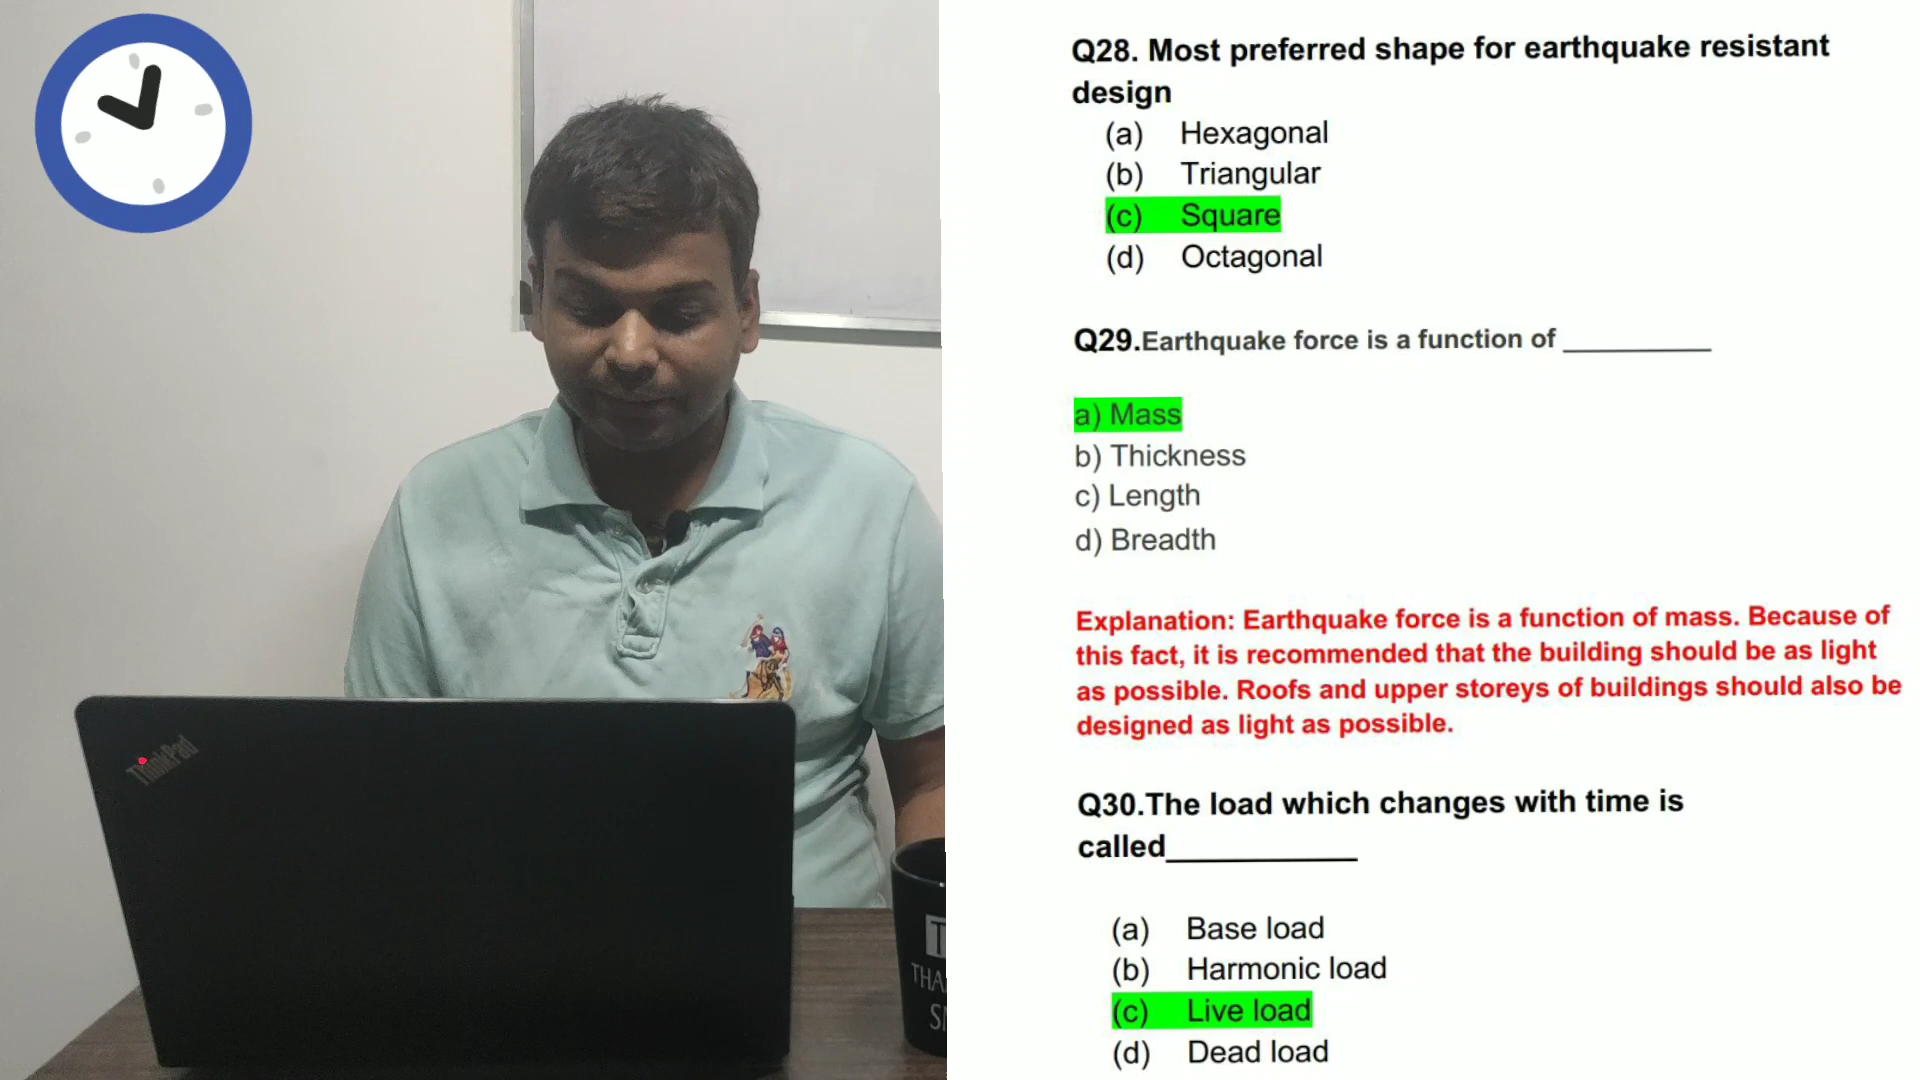 Q28. Most preferred shape for earthquake resistant
design
(a) Hexagonal
(b) Triangular
(c) Square
(d) Octagonal
Q29.Earthquake force is a function of __________
a) Mass
b) Thickness
c) Length
d) Breadth
Explanation: Earthquake force is a function of mass. Because of
this fact, it is recommended that the building should be as light
as possible. Roofs and upper storeys of buildings should also be
designed as light as possible.
Q30.The load which changes with time is
called____________
(a) Base load
(b) Harmonic load
(c) Live load
(d) Dead load
ThinkPad